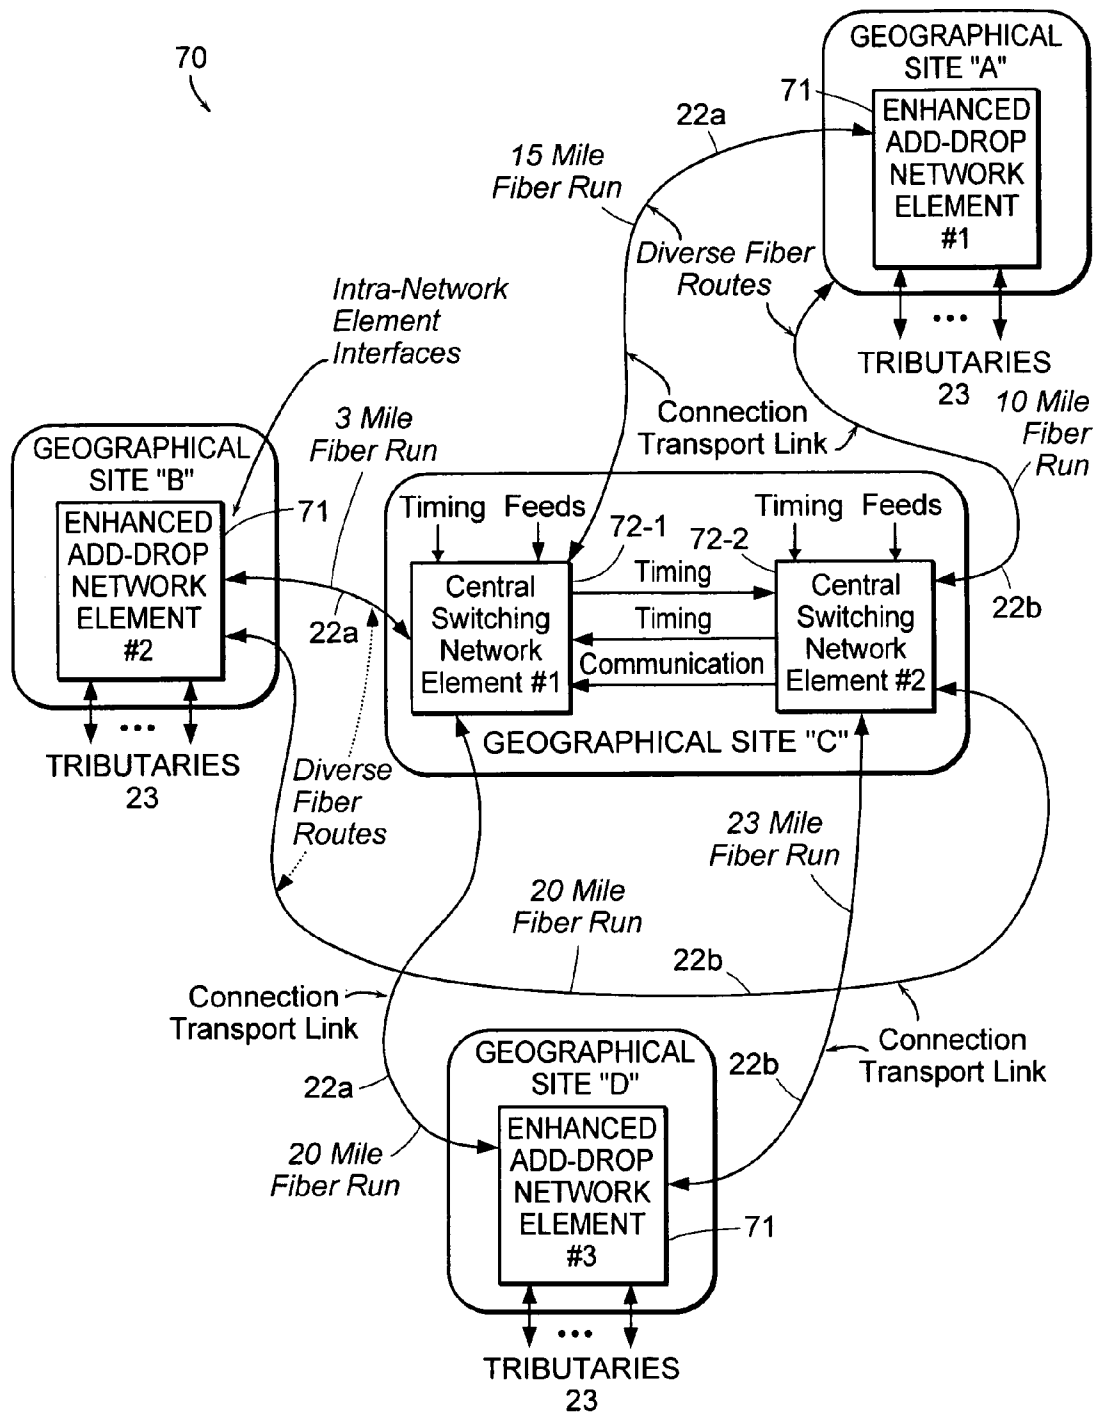 70
GEOGRAPHICAL
SITE "A"
71
ENHANCED
ADD-DROP
NETWORK
ELEMENT
#1
22a
15 Mile
Fiber Run
Diverse Fiber
Routes
TRIBUTARIES
23
Intra-Network
Element
Interfaces
Connection
Transport Link
10 Mile
Fiber
Run
3 Mile
Fiber Run
GEOGRAPHICAL
SITE "B"
71
ENHANCED
ADD-DROP
NETWORK
ELEMENT
#2
22a
TRIBUTARIES
23
Timing Feeds
72-1
72-2
Timing Feeds
Central
Switching
Network
Element #1
Timing
Timing
Communication
Central
Switching
Network
Element #2
22b
GEOGRAPHICAL SITE "C"
Diverse
Fiber
Routes
23 Mile
Fiber Run
20 Mile
Fiber Run
22b
Connection
Transport Link
Connection
Transport Link
22a
20 Mile
Fiber Run
GEOGRAPHICAL
SITE "D"
22b
ENHANCED
ADD-DROP
NETWORK
ELEMENT
#3
71
TRIBUTARIES
23